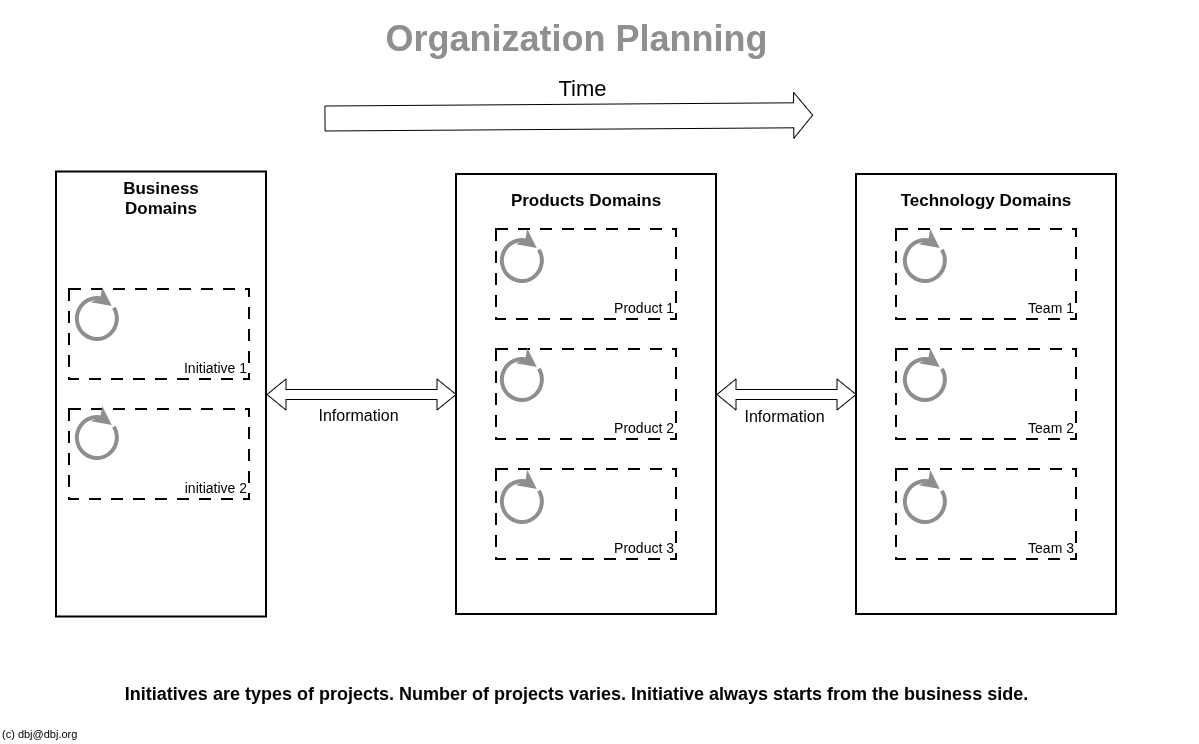 Organization Planning
Time
Business
Domains
Initiative 1
initiative 2
Information
Products Domains
Product 1
Product 2
Product 3
Information
Technology Domains
Team 1
Team 2
Team 3
Initiatives are types of projects. Number of projects varies. Initiative always starts from the business side.
(c) dbj@dbj.org